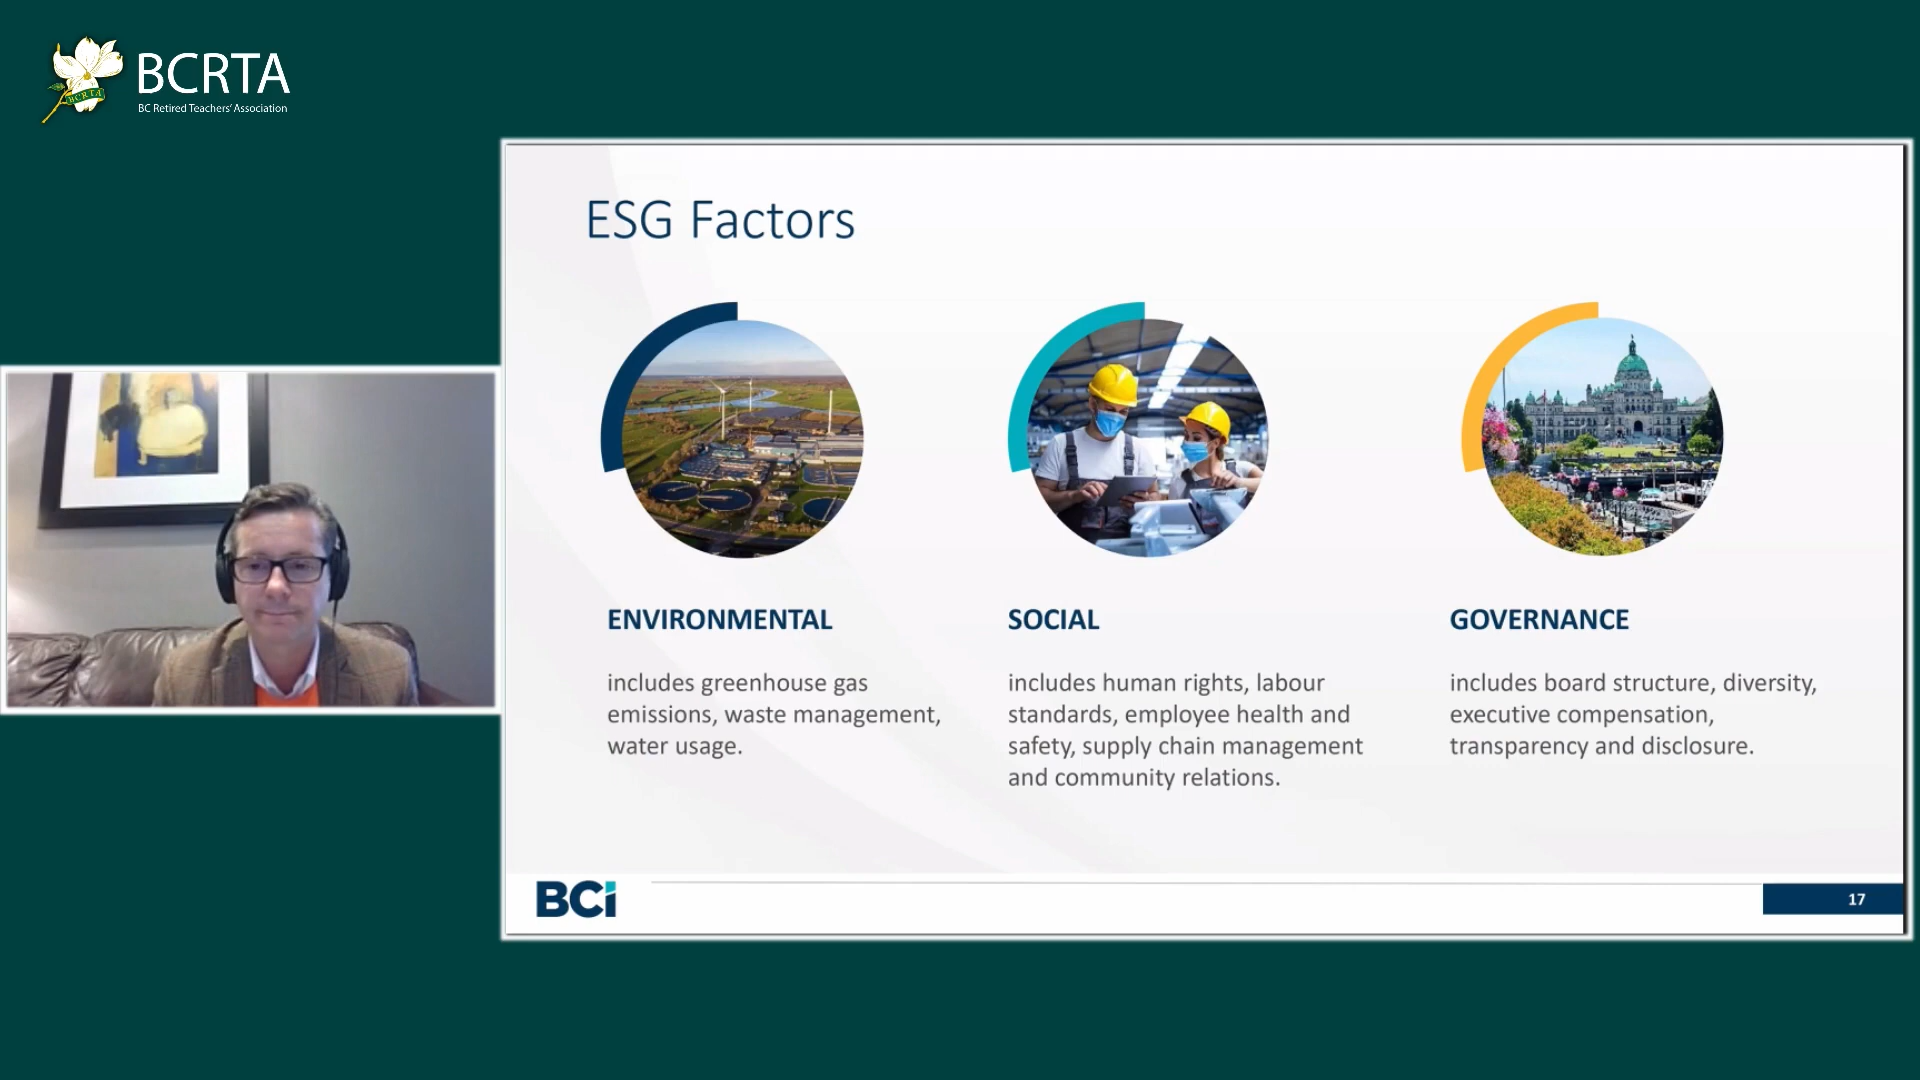 BCRTA
BC Retired Teachers' Association
BCRTA
ESG Factors
ENVIRONMENTAL
includes greenhouse gas
emissions, waste management,
water usage.
SOCIAL
includes human rights, labour
standards, employee health and
safety, supply chain management
and community relations.
GOVERNANCE
includes board structure, diversity,
executive compensation,
transparency and disclosure.
BCi
17